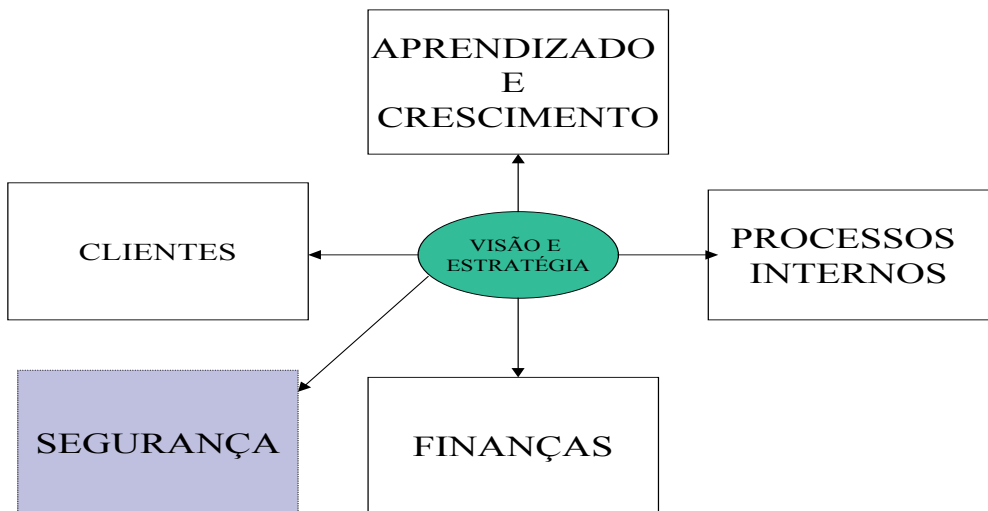 APRENDIZADO
E
CRESCIMENTO
CLIENTES
VISÃO E
ESTRATÉGIA
PROCESSOS
INTERNOS
SEGURANÇA
FINANÇAS